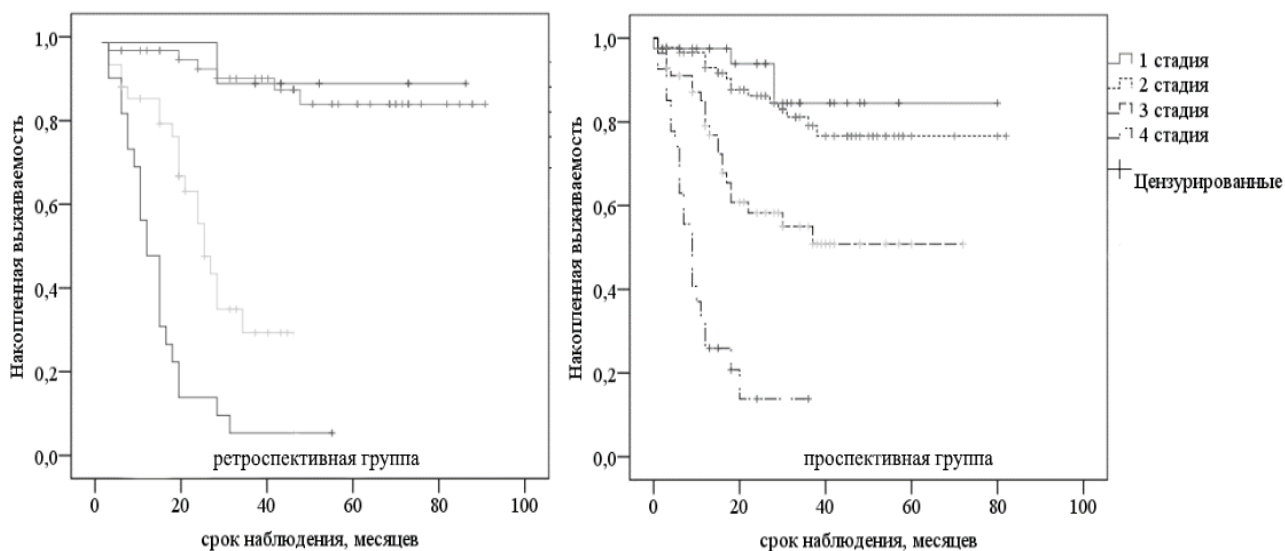 1,0
0,8
0,6
0,4
0,2
0,0
Накопленная выживаемость
ретроспективная группа
0 20 40 60 80 100
срок наблюдения, месяцев
1,0
0,8
0,6
0,4
0,2
0,0
Накопленная выживаемость
проспективная группа
0 20 40 60 80 100
срок наблюдения, месяцев
1 стадия
2 стадия
3 стадия
4 стадия
Цензурированные